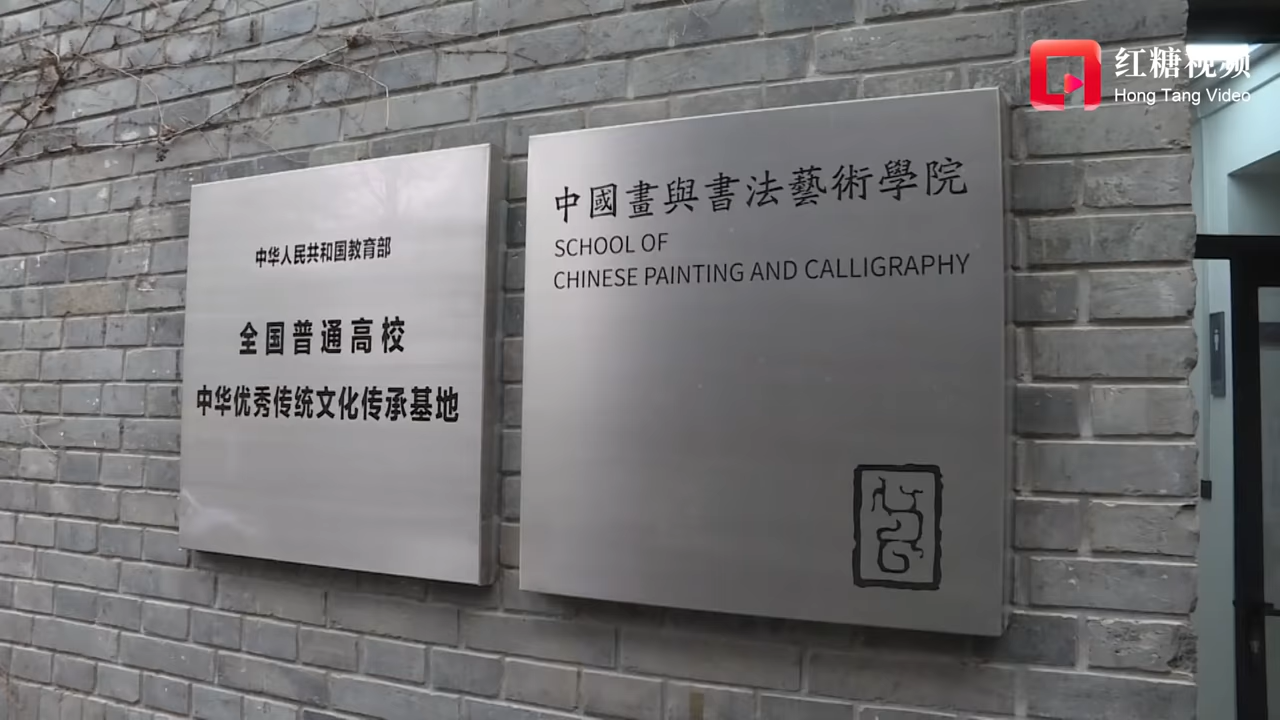 中华人民共和国教育部
全国普通高校
中华优秀传统文化传承基地
中國畫與書法藝術學院
SCHOOL OF
CHINESE PAINTING AND CALLIGRAPHY
红糖视频
Hong Tang Video